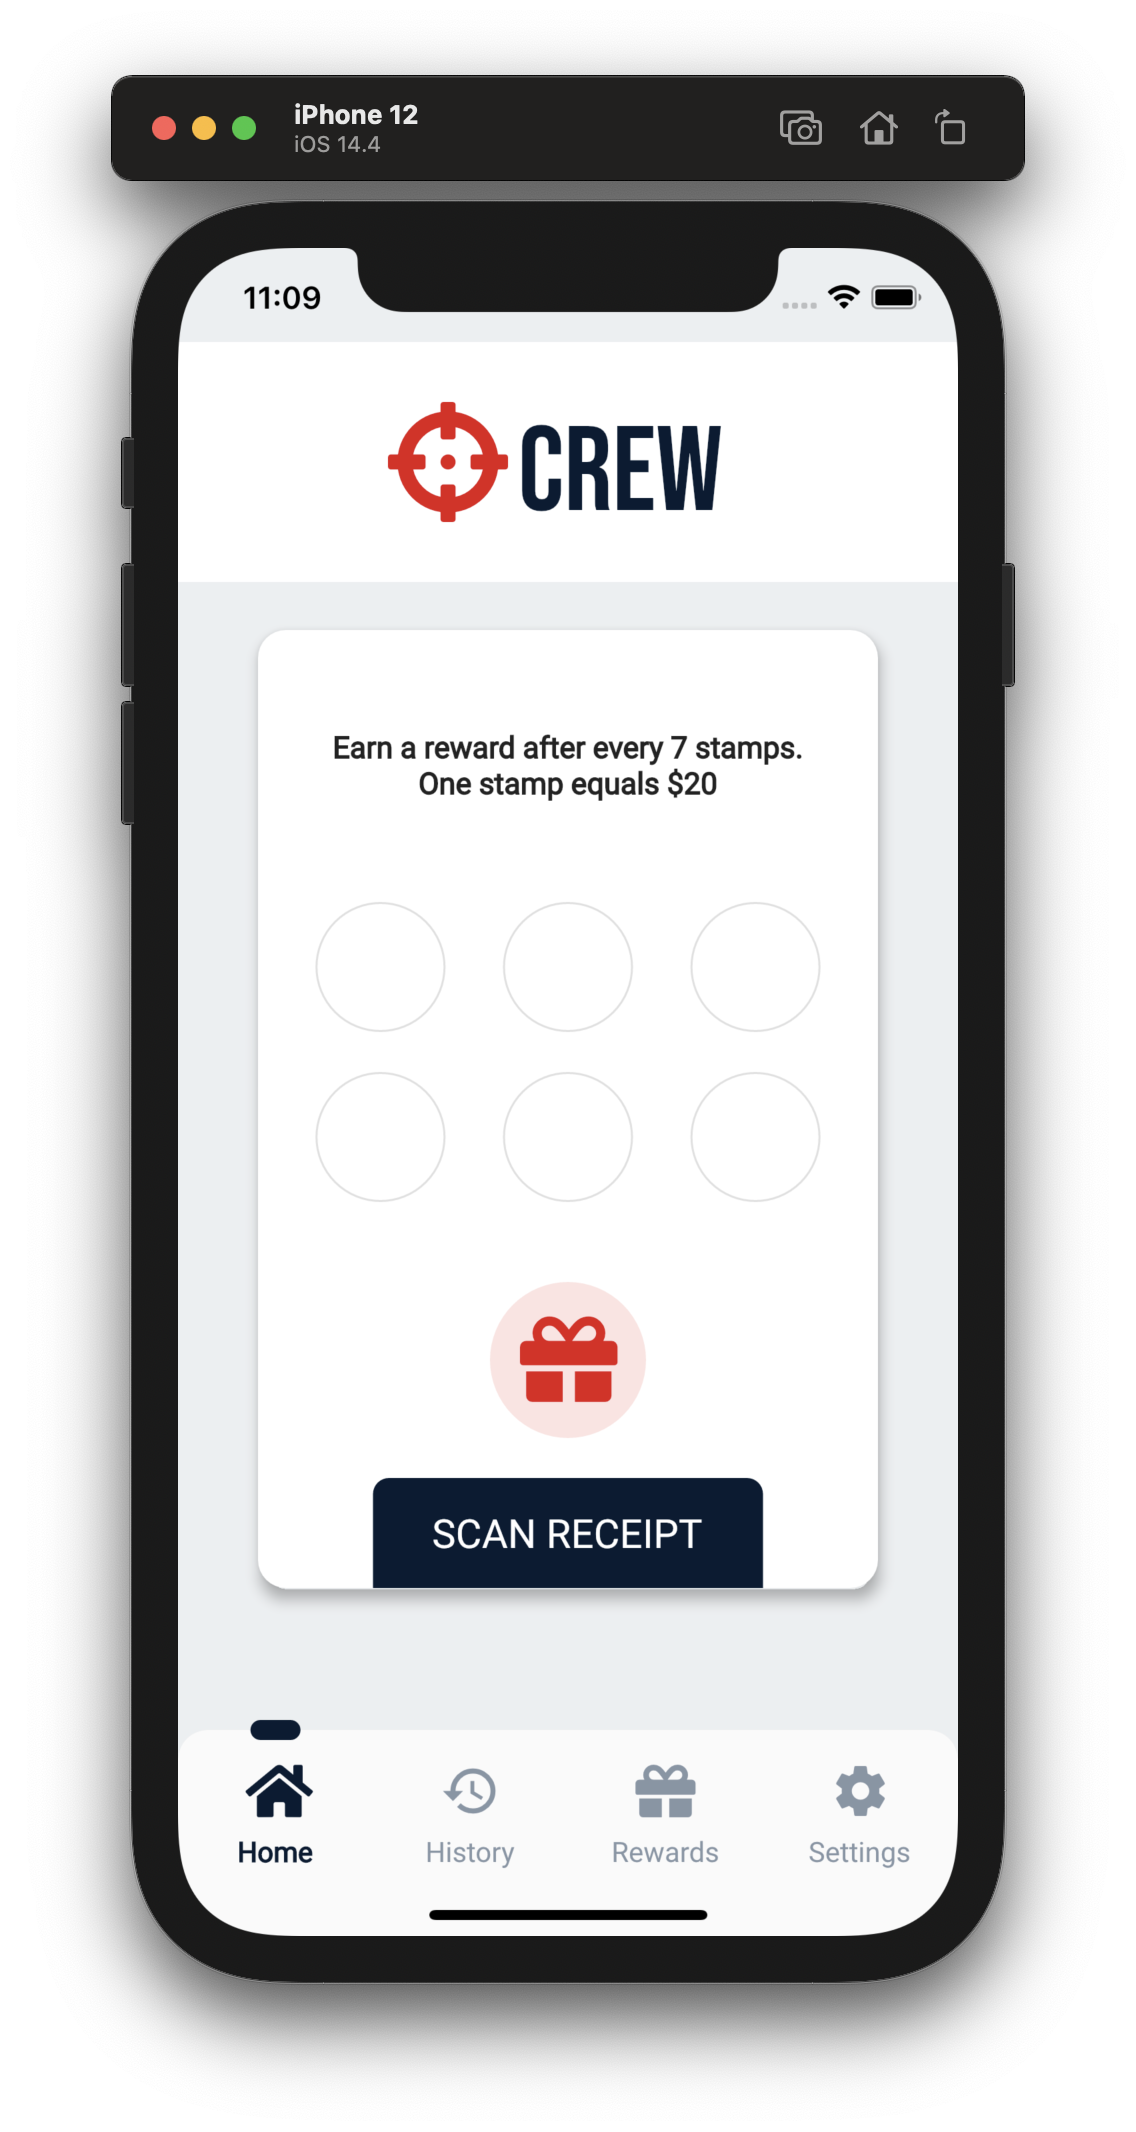 iPhone 12
iOS 14.4
11:09
CREW
Earn a reward after every 7 stamps.
One stamp equals $20
SCAN RECEIPT
Home
History
Rewards
Settings